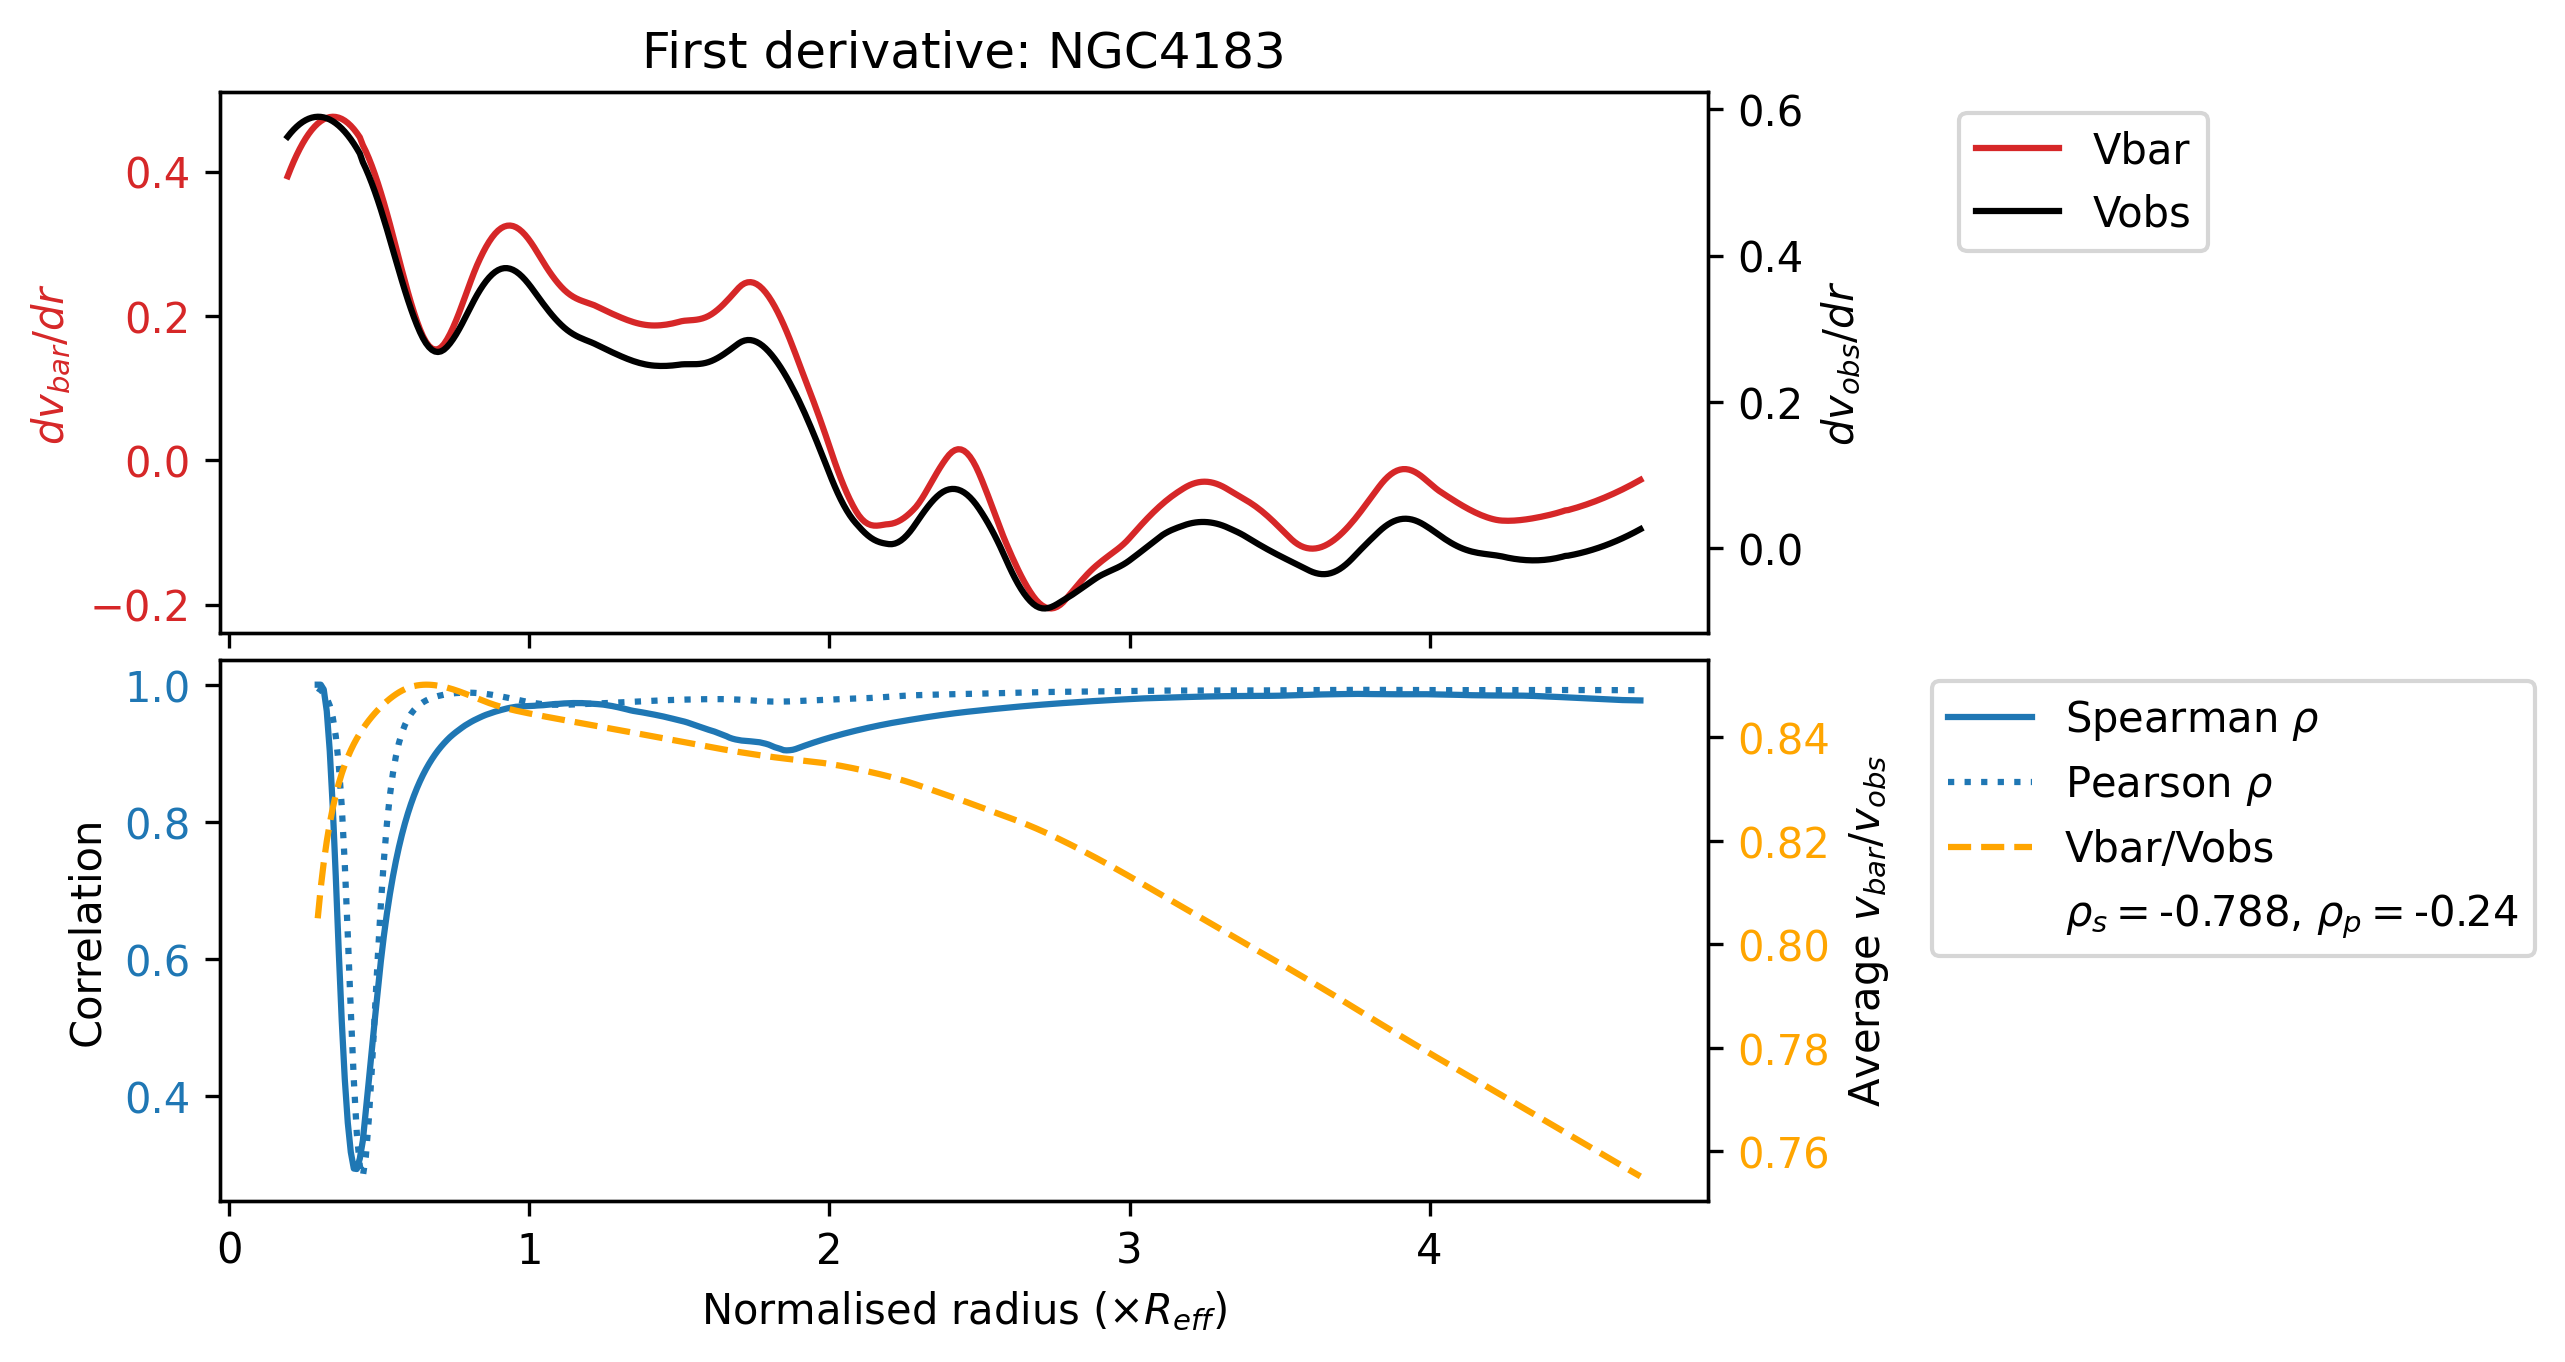 First derivative: NGC4183
0.4
0.2
0.0
−0.2
dv_bar/dr
0.6
0.4
0.2
0.0
dv_obs/dr
Vbar
Vobs
1.0
0.8
0.6
0.4
Correlation
0.84
0.82
0.80
0.78
0.76
Average v_bar/v_obs
Spearman ρ
Pearson ρ
Vbar/Vobs
ρ_s = -0.788, ρ_p = -0.24
0 1 2 3 4
Normalised radius (×R_eff)